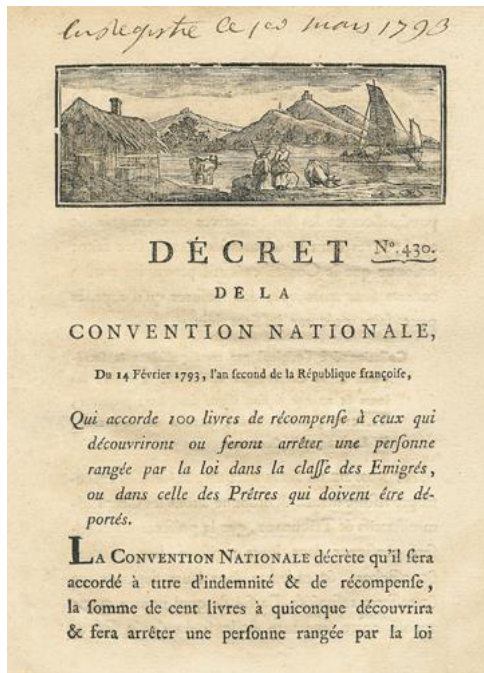 Enregistré ce 1er mars 1793
DÉCRET Nº. 430.
DE LA
CONVENTION NATIONALE,
Du 14 Février 1793, l'an second de la République françoise,
Qui accorde 100 livres de récompenſe à ceux qui
découvriront ou feront arrêter une perſonne
rangée par la loi dans la claſſe des Emigrés,
ou dans celle des Prêtres qui doivent être dé-
portés.
LA CONVENTION NATIONALE décrète qu'il ſera
accordé à titre d'indemnité & de récompenſe,
la ſomme de cent livres à quiconque découvrira
& fera arrêter une perſonne rangée par la loi